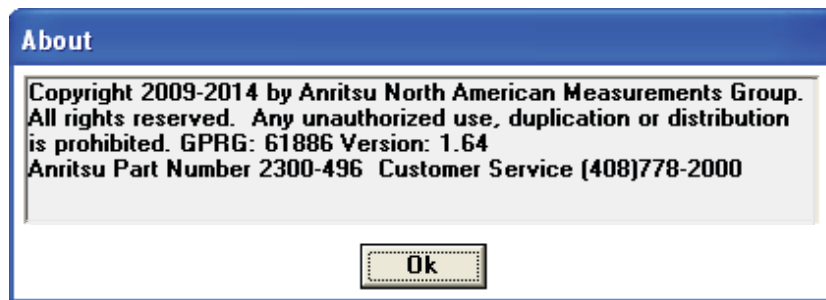 About
Copyright 2009-2014 by Anritsu North American Measurements Group.
All rights reserved.  Any unauthorized use, duplication or distribution
is prohibited. GPRG: 61886 Version: 1.64
Anritsu Part Number 2300-496  Customer Service (408)778-2000
Ok